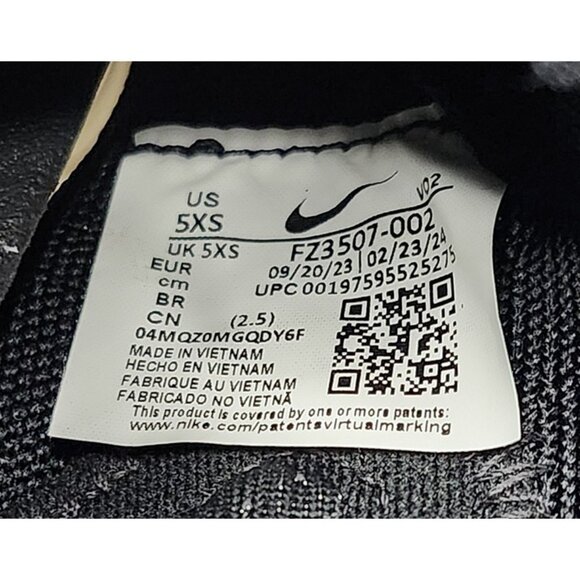 US
5XS
V02
UK 5XS
FZ3507-002
EUR
09/20/23 | 02/23/24
cm
UPC 00197595525275
BR
CN (2.5)
04MQZ0MGQDY6F
MADE IN VIETNAM
HECHO EN VIETNAM
FABRIQUE AU VIETNAM
FABRICADO NO VIETNÃ
This product is covered by one or more patents:
www.nike.com/patentsvirtualmarking